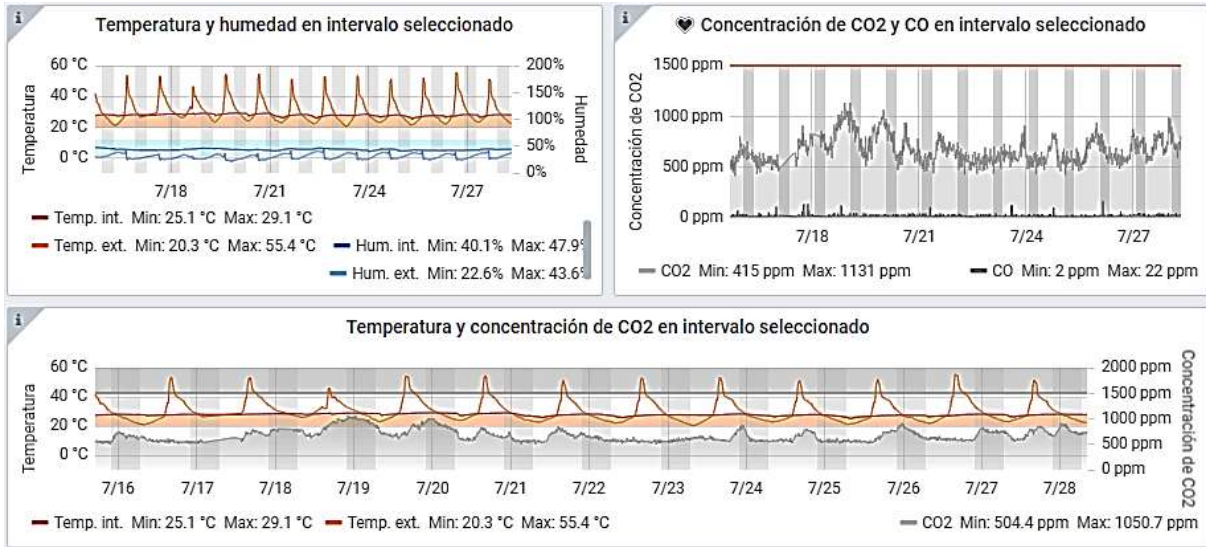 Temperatura y humedad en intervalo seleccionado
60 °C
40 °C
20 °C
0 °C
Temperatura
200%
150%
100%
50%
0%
Humedad
7/18
7/21
7/24
7/27
Temp. int. Min: 25.1 °C Max: 29.1 °C
Temp. ext. Min: 20.3 °C Max: 55.4 °C
Hum. int. Min: 40.1% Max: 47.9%
Hum. ext. Min: 22.6% Max: 43.6%
Concentración de CO2 y CO en intervalo seleccionado
1500 ppm
1000 ppm
500 ppm
0 ppm
Concentración de CO2
7/18
7/21
7/24
7/27
CO2 Min: 415 ppm Max: 1131 ppm
CO Min: 2 ppm Max: 22 ppm
Temperatura y concentración de CO2 en intervalo seleccionado
60 °C
40 °C
20 °C
0 °C
Temperatura
2000 ppm
1500 ppm
1000 ppm
500 ppm
0 ppm
Concentración de CO2
7/16
7/17
7/18
7/19
7/20
7/21
7/22
7/23
7/24
7/25
7/26
7/27
7/28
Temp. int. Min: 25.1 °C Max: 29.1 °C
Temp. ext. Min: 20.3 °C Max: 55.4 °C
CO2 Min: 504.4 ppm Max: 1050.7 ppm